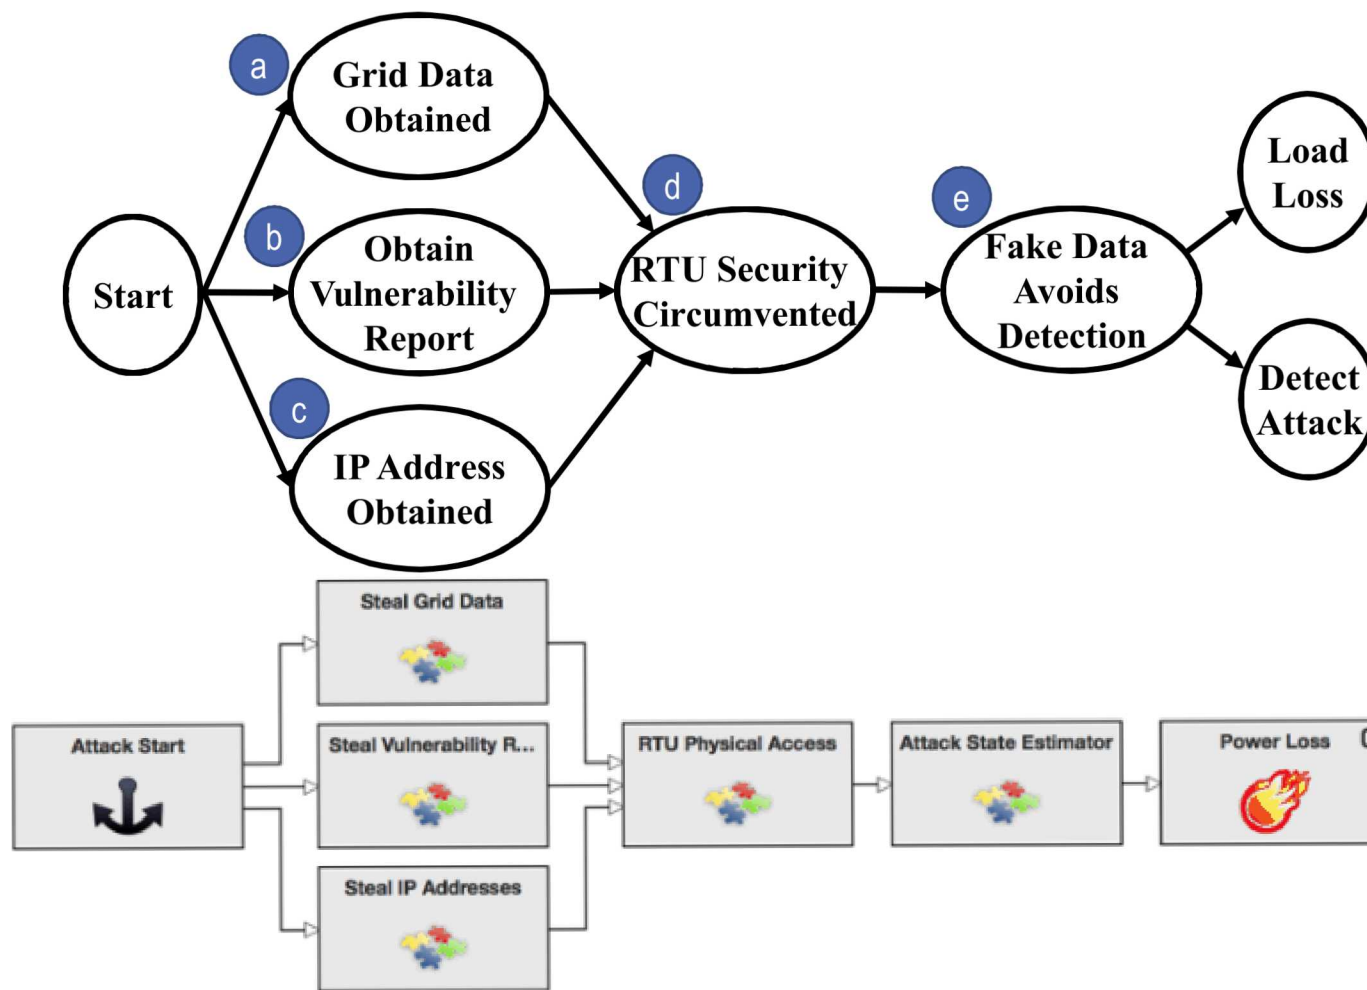 a
Grid Data
Obtained
b
Obtain
Vulnerability
Report
Start
c
IP Address
Obtained
d
RTU Security
Circumvented
e
Fake Data
Avoids
Detection
Load
Loss
Detect
Attack
Steal Grid Data
Attack Start
Steal Vulnerability R...
Steal IP Addresses
RTU Physical Access
Attack State Estimator
Power Loss